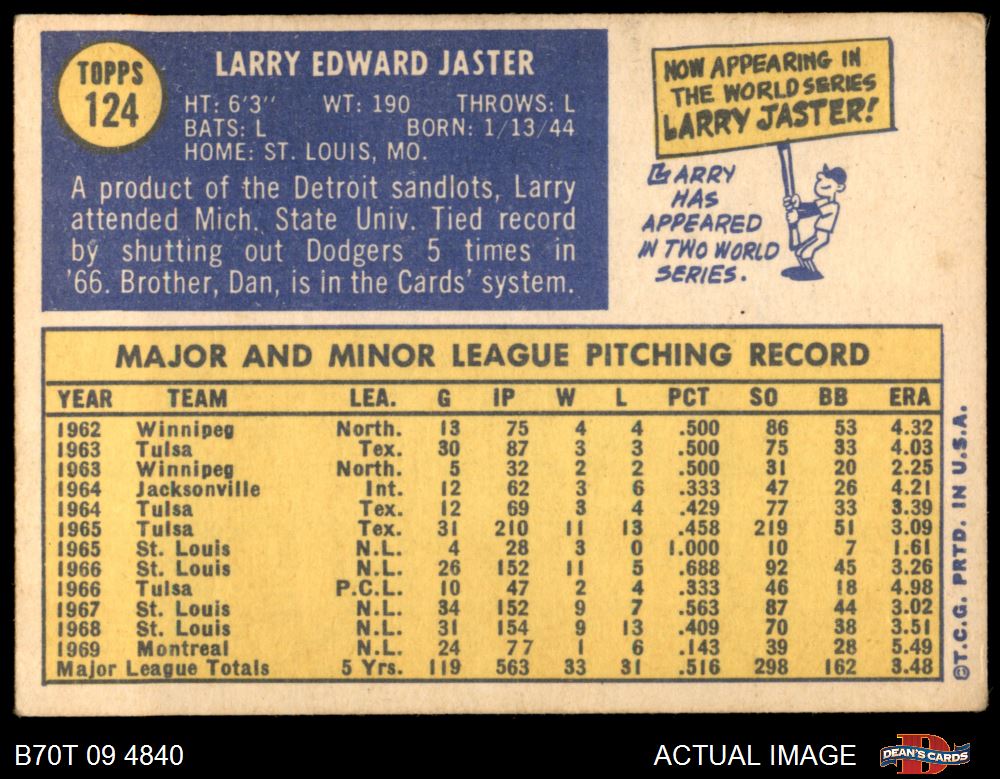 TOPPS
124
LARRY EDWARD JASTER
HT: 6'3'' WT: 190 THROWS: L
BATS: L BORN: 1/13/44
HOME: ST. LOUIS, MO.
A product of the Detroit sandlots, Larry
attended Mich. State Univ. Tied record
by shutting out Dodgers 5 times in
'66. Brother, Dan, is in the Cards' system.
NOW APPEARING IN
THE WORLD SERIES
LARRY JASTER!
LARRY
HAS
APPEARED
IN TWO WORLD
SERIES.
MAJOR AND MINOR LEAGUE PITCHING RECORD
YEAR TEAM LEA. G IP W L PCT SO BB ERA
1962 Winnipeg North. 13 75 4 4 .500 86 53 4.32
1963 Tulsa Tex. 30 87 3 3 .500 75 33 4.03
1963 Winnipeg North. 5 32 2 2 .500 31 20 2.25
1964 Jacksonville Int. 12 62 3 6 .333 47 26 4.21
1964 Tulsa Tex. 12 69 3 4 .429 77 33 3.39
1965 Tulsa Tex. 31 210 11 13 .458 219 51 3.09
1965 St. Louis N.L. 4 28 3 0 1.000 10 7 1.61
1966 St. Louis N.L. 26 152 11 5 .688 92 45 3.26
1966 Tulsa P.C.L. 10 47 2 4 .333 46 18 4.98
1967 St. Louis N.L. 34 152 9 7 .563 87 44 3.02
1968 St. Louis N.L. 31 154 9 13 .409 70 38 3.51
1969 Montreal N.L. 24 77 1 6 .143 39 28 5.49
Major League Totals 5 Yrs. 119 563 33 31 .516 298 162 3.48
©T.C.G. PRTD. IN U.S.A.
B70T 09 4840
ACTUAL IMAGE
DEAN'S CARDS